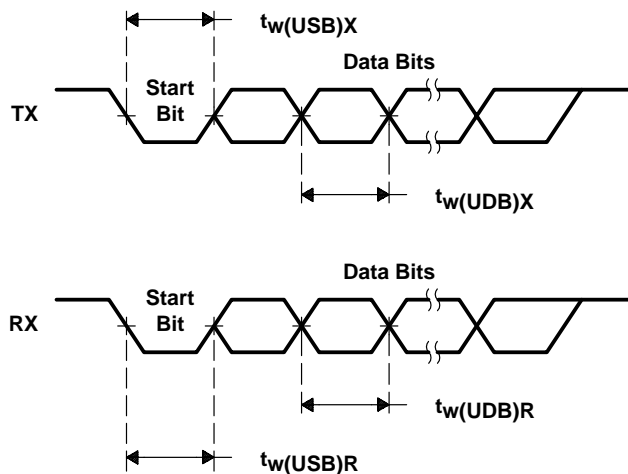 tw(USB)X
Data Bits
Start
Bit
TX
tw(UDB)X
Data Bits
Start
Bit
RX
tw(UDB)R
tw(USB)R